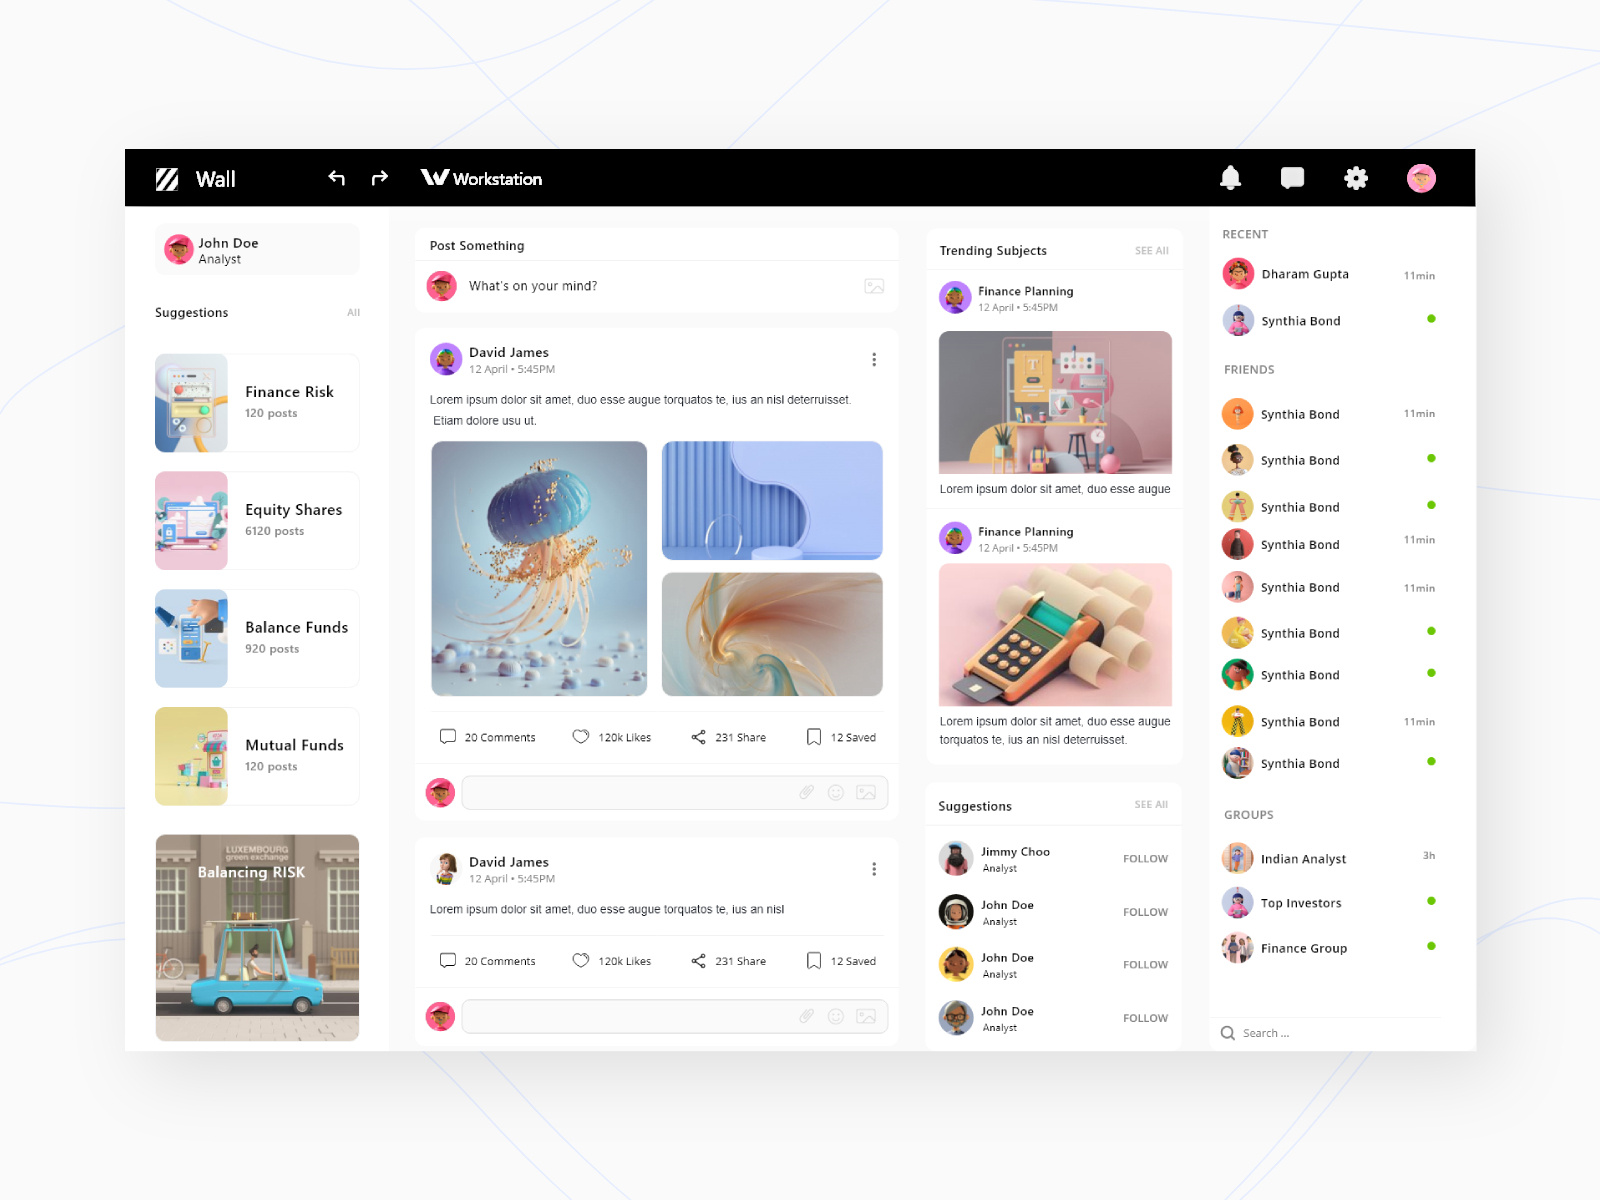 Wall
Workstation
John Doe
Analyst
Suggestions
All
Finance Risk
120 posts
Equity Shares
6120 posts
Balance Funds
920 posts
Mutual Funds
120 posts
LUXEMBOURG
green exchange
Balancing RISK
Post Something
What's on your mind?
David James
12 April • 5:45PM
Lorem ipsum dolor sit amet, duo esse augue torquatos te, ius an nisl deterruisset.
Etiam dolore usu ut.
20 Comments
120k Likes
231 Share
12 Saved
David James
12 April • 5:45PM
Lorem ipsum dolor sit amet, duo esse augue torquatos te, ius an nisl
20 Comments
120k Likes
231 Share
12 Saved
Trending Subjects
SEE All
Finance Planning
12 April • 5:45PM
T
Lorem ipsum dolor sit amet, duo esse augue
Finance Planning
12 April • 5:45PM
Lorem ipsum dolor sit amet, duo esse augue
torquatos te, ius an nisl deterruisset.
Suggestions
SEE All
Jimmy Choo
Analyst
FOLLOW
John Doe
Analyst
FOLLOW
John Doe
Analyst
FOLLOW
John Doe
Analyst
FOLLOW
RECENT
Dharam Gupta
11min
Synthia Bond
FRIENDS
Synthia Bond
11min
Synthia Bond
Synthia Bond
Synthia Bond
11min
Synthia Bond
11min
Synthia Bond
Synthia Bond
Synthia Bond
11min
Synthia Bond
GROUPS
Indian Analyst
3h
Top Investors
Finance Group
Search ...